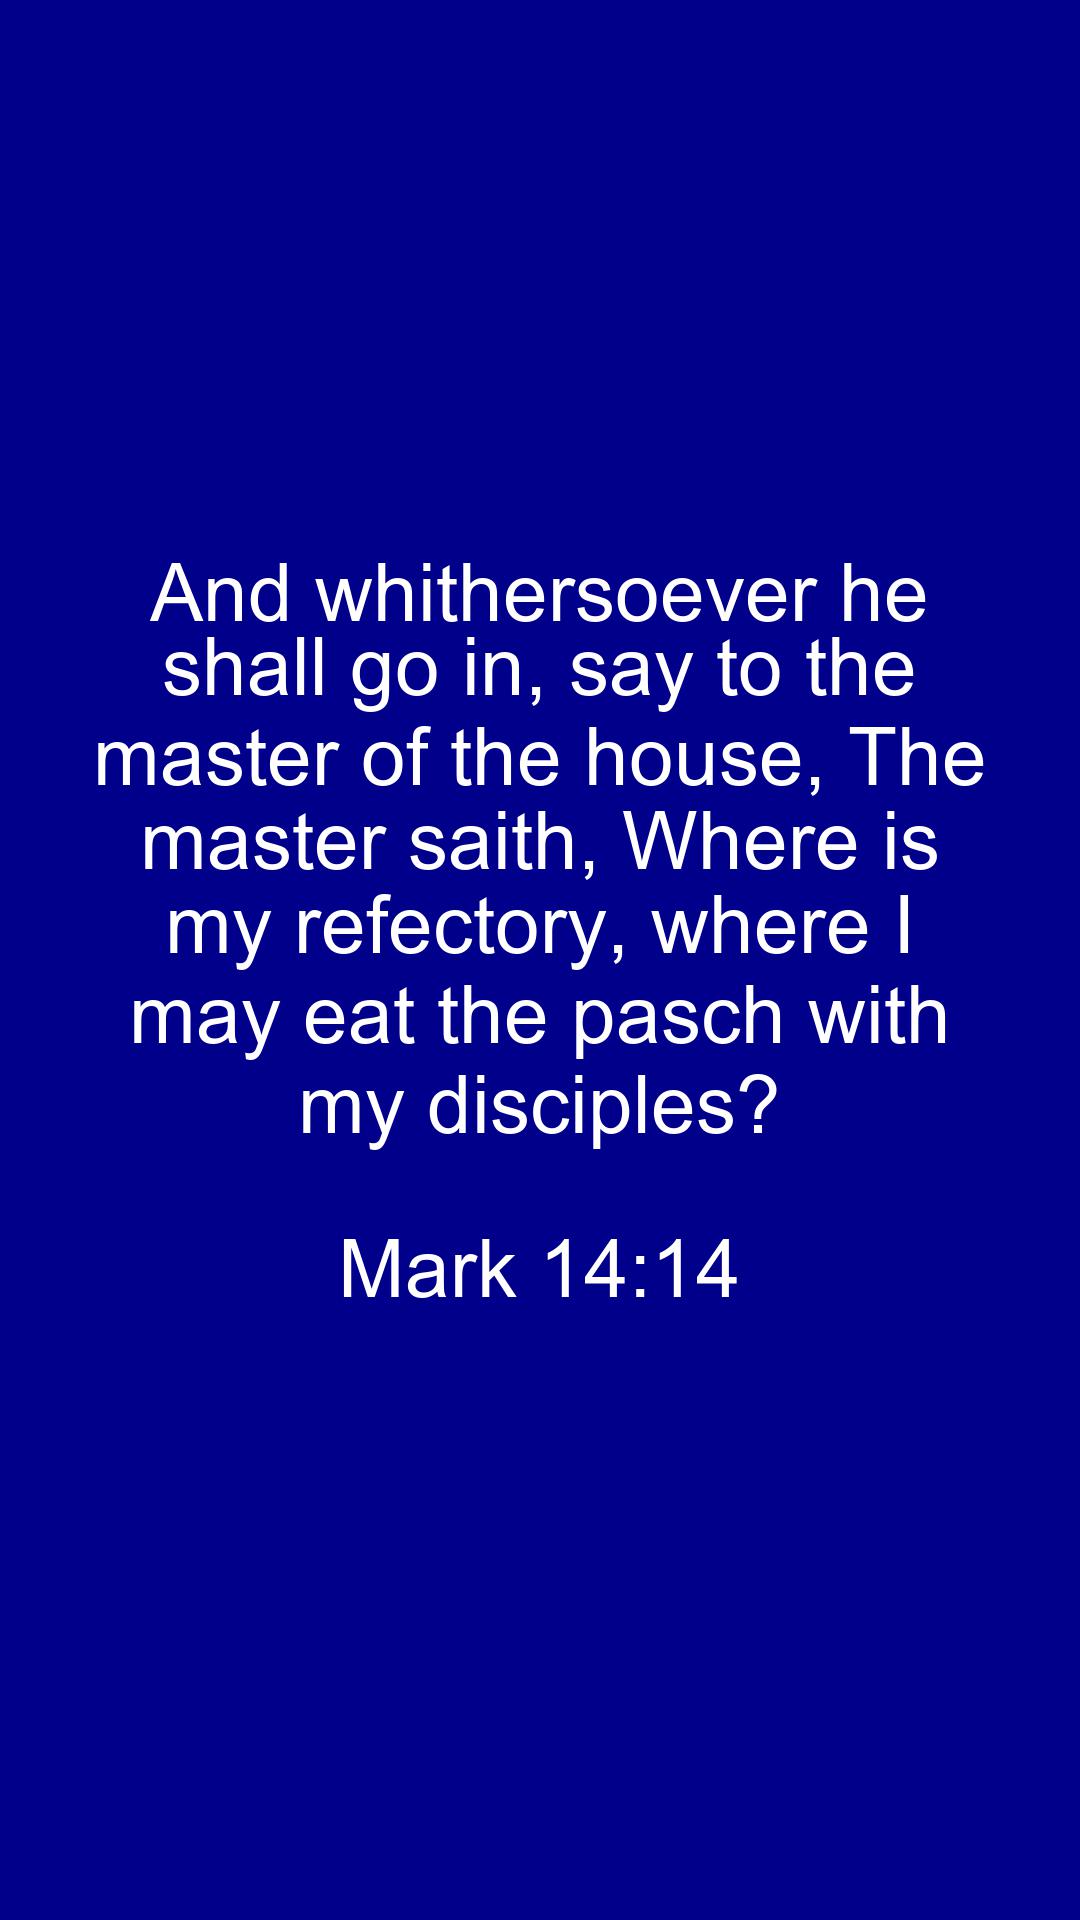 And whithersoever he
shall go in, say to the
master of the house, The
master saith, Where is
my refectory, where I
may eat the pasch with
my disciples?
Mark 14:14